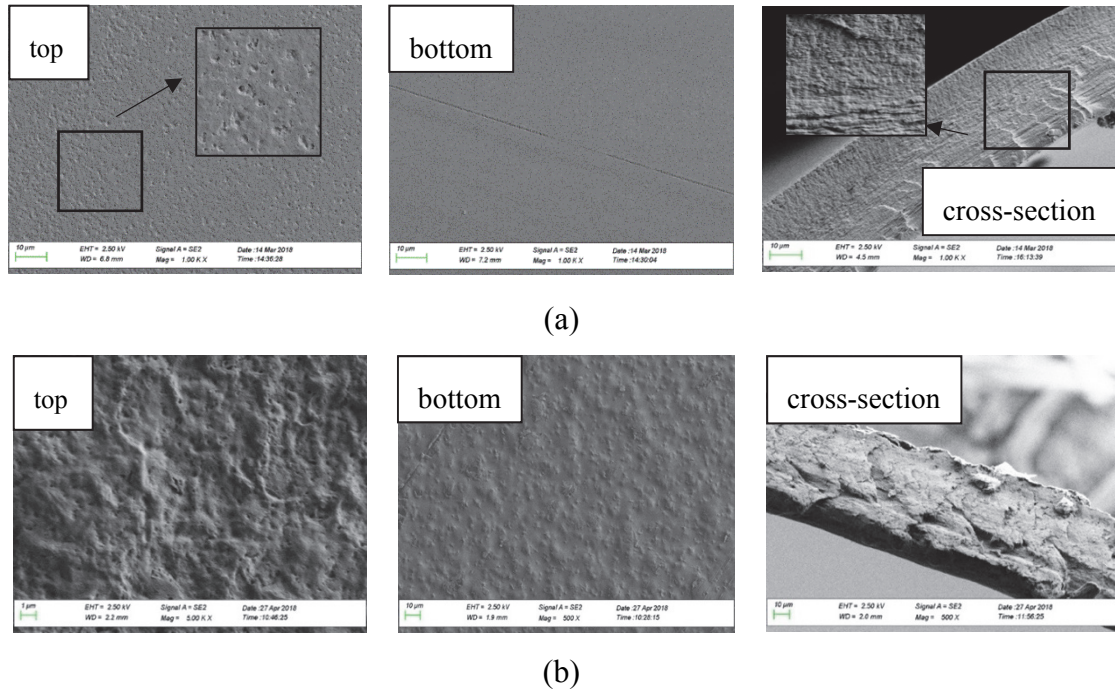 top
10 µm
EHT = 2.50 kV
WD = 6.8 mm
Signal A = SE2
Mag = 1.00 K X
Date :14 Mar 2018
Time :14:36:28
bottom
10 µm
EHT = 2.50 kV
WD = 7.2 mm
Signal A = SE2
Mag = 1.00 K X
Date :14 Mar 2018
Time :14:30:04
cross-section
10 µm
EHT = 2.50 kV
WD = 4.5 mm
Signal A = SE2
Mag = 1.00 K X
Date :14 Mar 2018
Time :16:13:39
(a)
top
1 µm
EHT = 2.50 kV
WD = 2.2 mm
Signal A = SE2
Mag = 5.00 K X
Date :27 Apr 2018
Time :10:46:25
bottom
10 µm
EHT = 2.50 kV
WD = 1.9 mm
Signal A = SE2
Mag = 500 X
Date :27 Apr 2018
Time :10:28:15
cross-section
10 µm
EHT = 2.50 kV
WD = 2.0 mm
Signal A = SE2
Mag = 500 X
Date :27 Apr 2018
Time :11:56:25
(b)